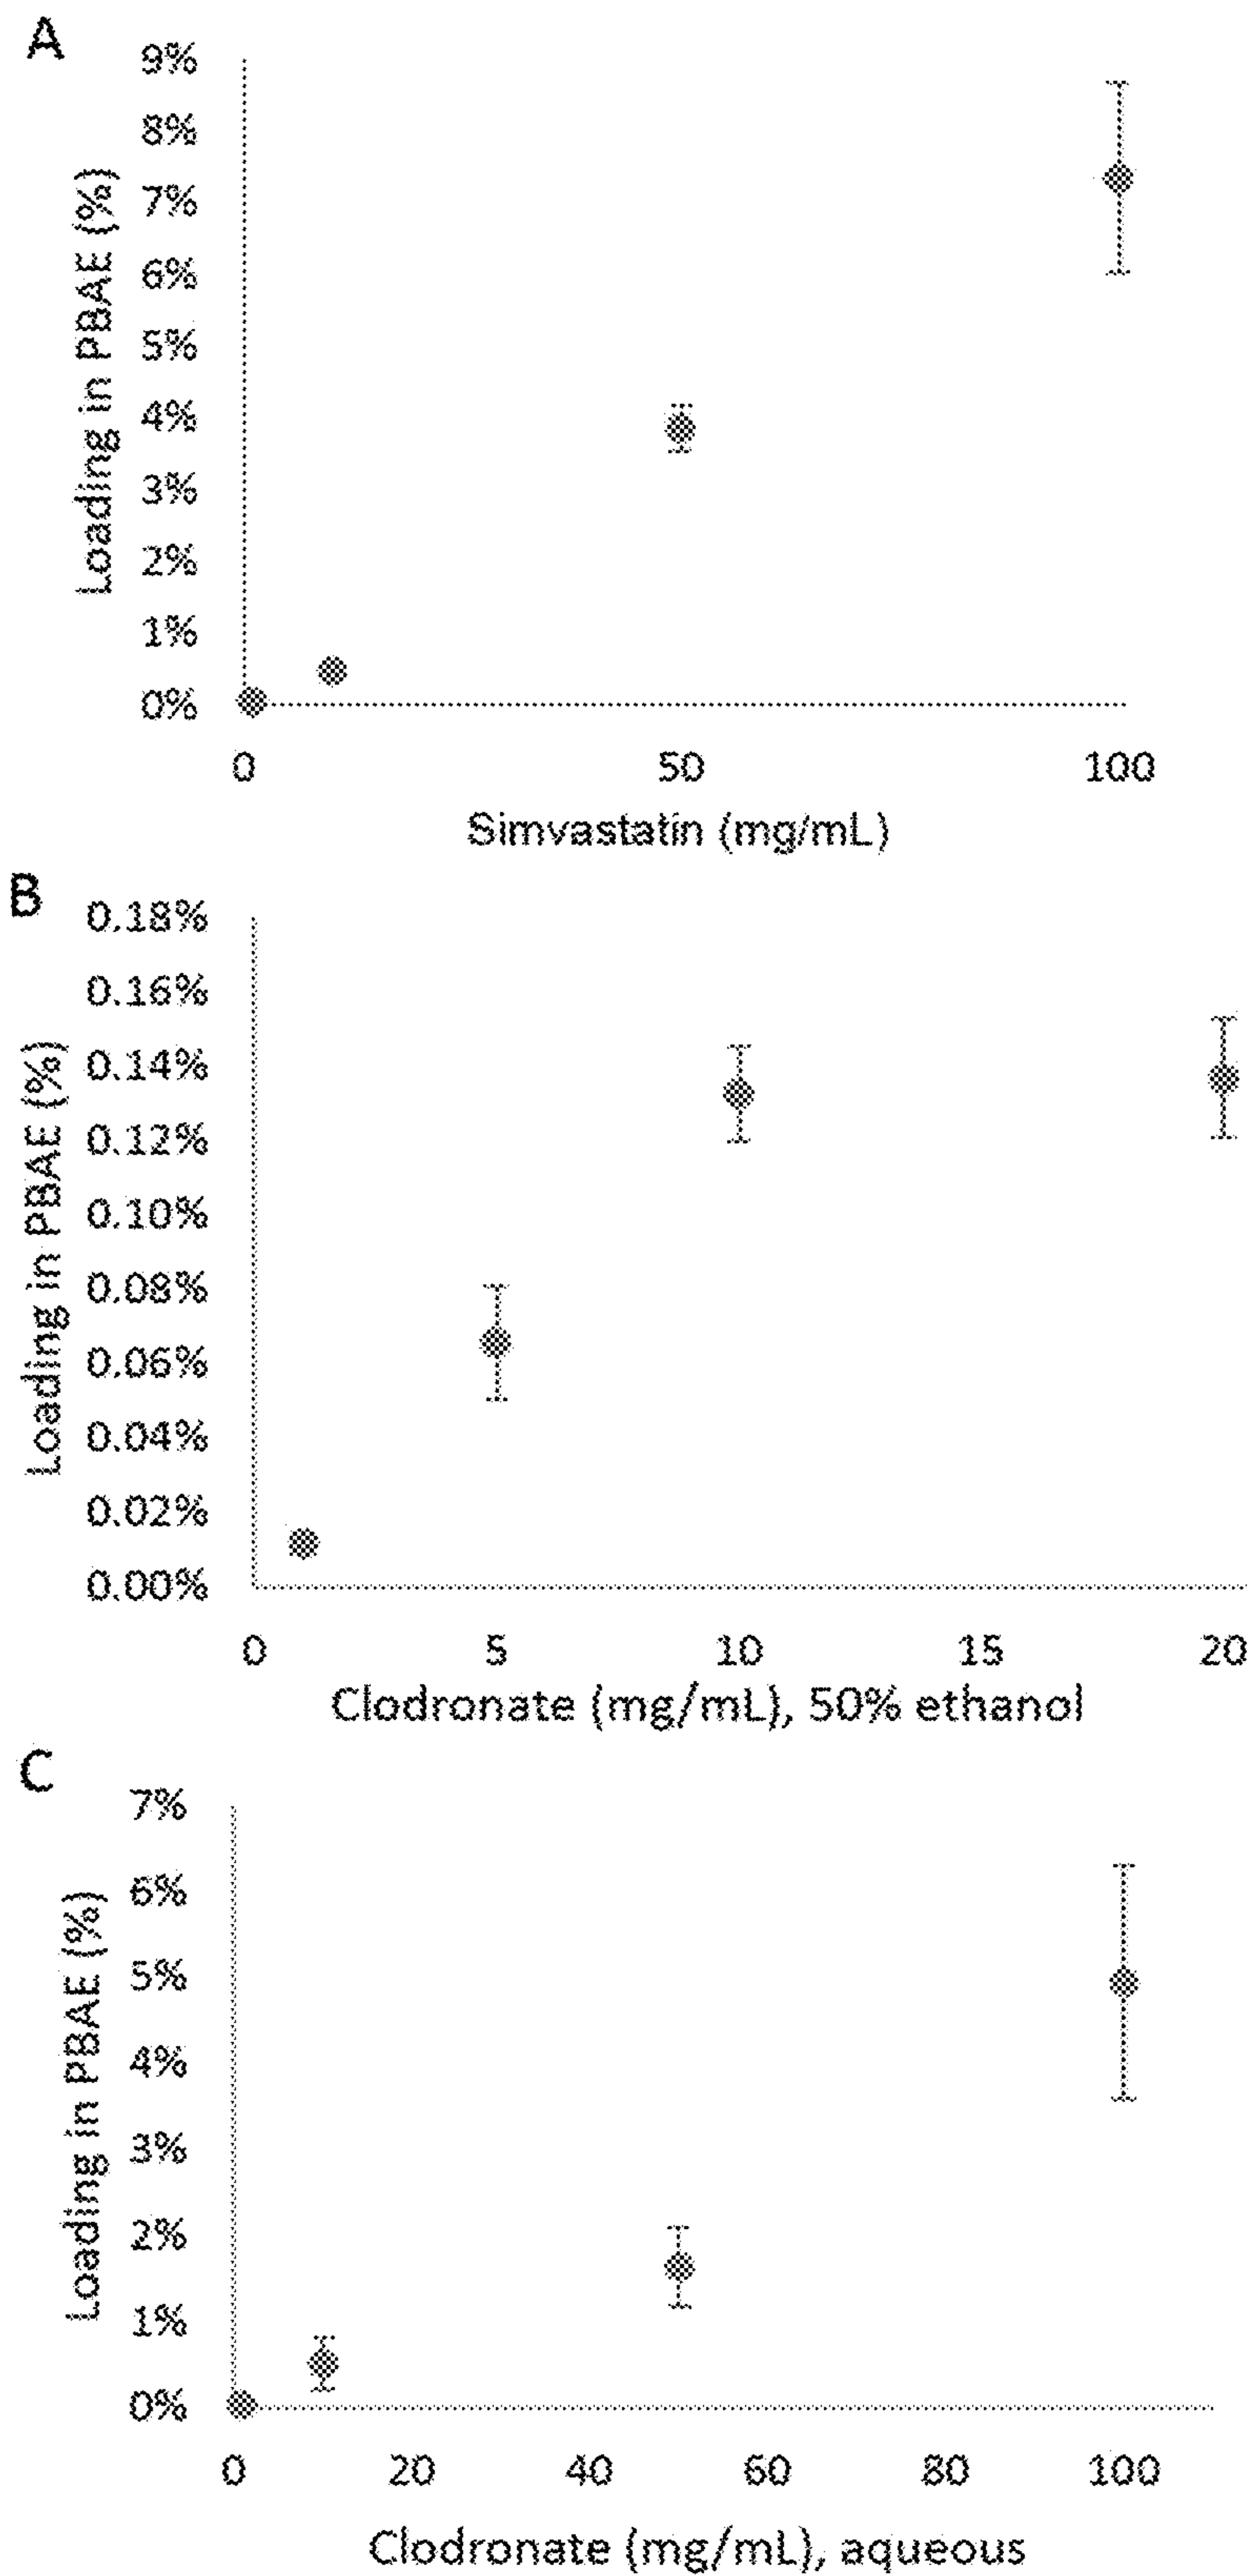 A
9%
8%
7%
6%
5%
4%
3%
2%
1%
0%
Loading in PBAE (%)
0 50 100
Simvastatin (mg/mL)
B
0.18%
0.16%
0.14%
0.12%
0.10%
0.08%
0.06%
0.04%
0.02%
0.00%
Loading in PBAE (%)
0 5 10 15 20
Clodronate (mg/mL), 50% ethanol
C
7%
6%
5%
4%
3%
2%
1%
0%
Loading in PBAE (%)
0 20 40 60 80 100
Clodronate (mg/mL), aqueous